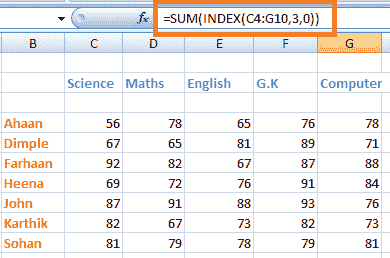 fx =SUM(INDEX(C4:G10,3,0))
B C D E F G
Science Maths English G.K Computer
Ahaan 56 78 65 76 78
Dimple 67 65 81 89 71
Farhaan 92 82 67 87 88
Heena 69 72 76 91 84
John 87 91 88 93 76
Karthik 82 67 73 82 73
Sohan 81 79 78 79 81